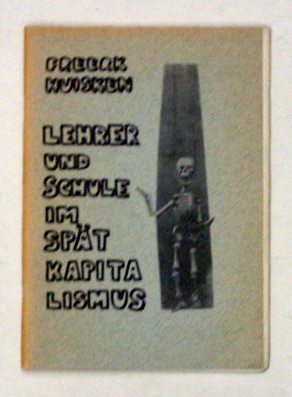 FREERK
HUISKEN
LEHRER
UND
SCHULE
IM
SPÄT
KAPITA
LISMUS